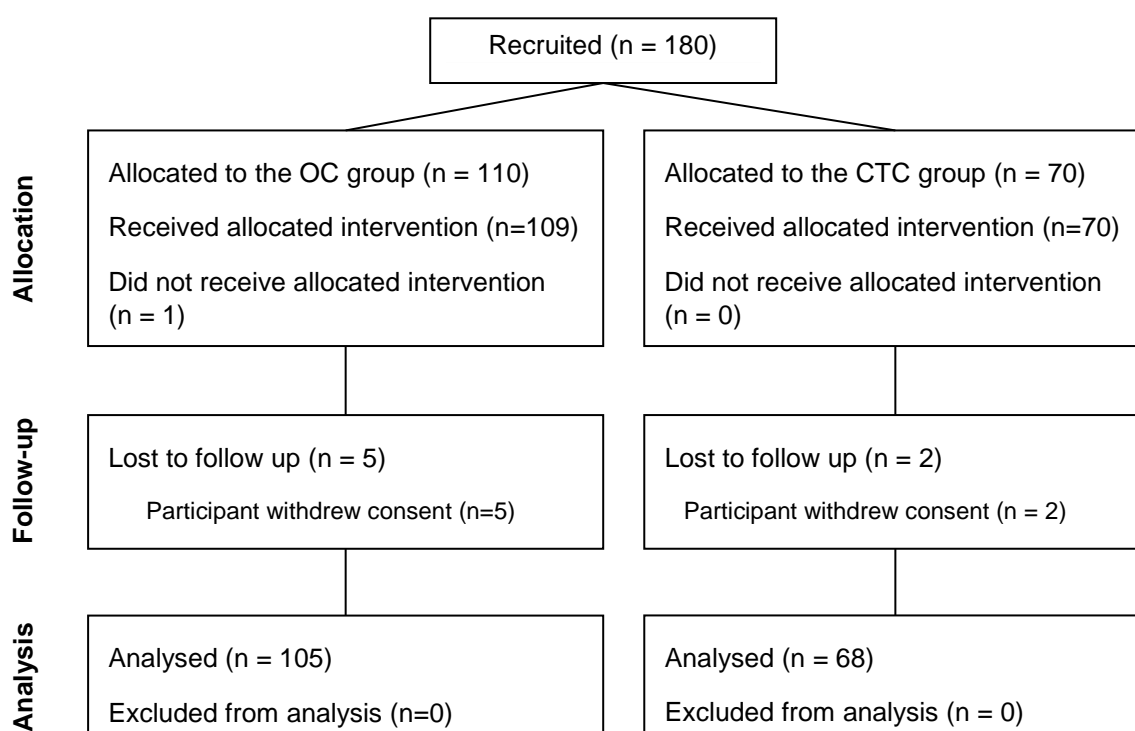 Recruited (n = 180)
Allocation
Allocated to the OC group (n = 110)
Received allocated intervention (n=109)
Did not receive allocated intervention
(n = 1)
Allocated to the CTC group (n = 70)
Received allocated intervention (n=70)
Did not receive allocated intervention
(n = 0)
Follow-up
Lost to follow up (n = 5)
Participant withdrew consent (n=5)
Lost to follow up (n = 2)
Participant withdrew consent (n = 2)
Analysis
Analysed (n = 105)
Excluded from analysis (n=0)
Analysed (n = 68)
Excluded from analysis (n = 0)